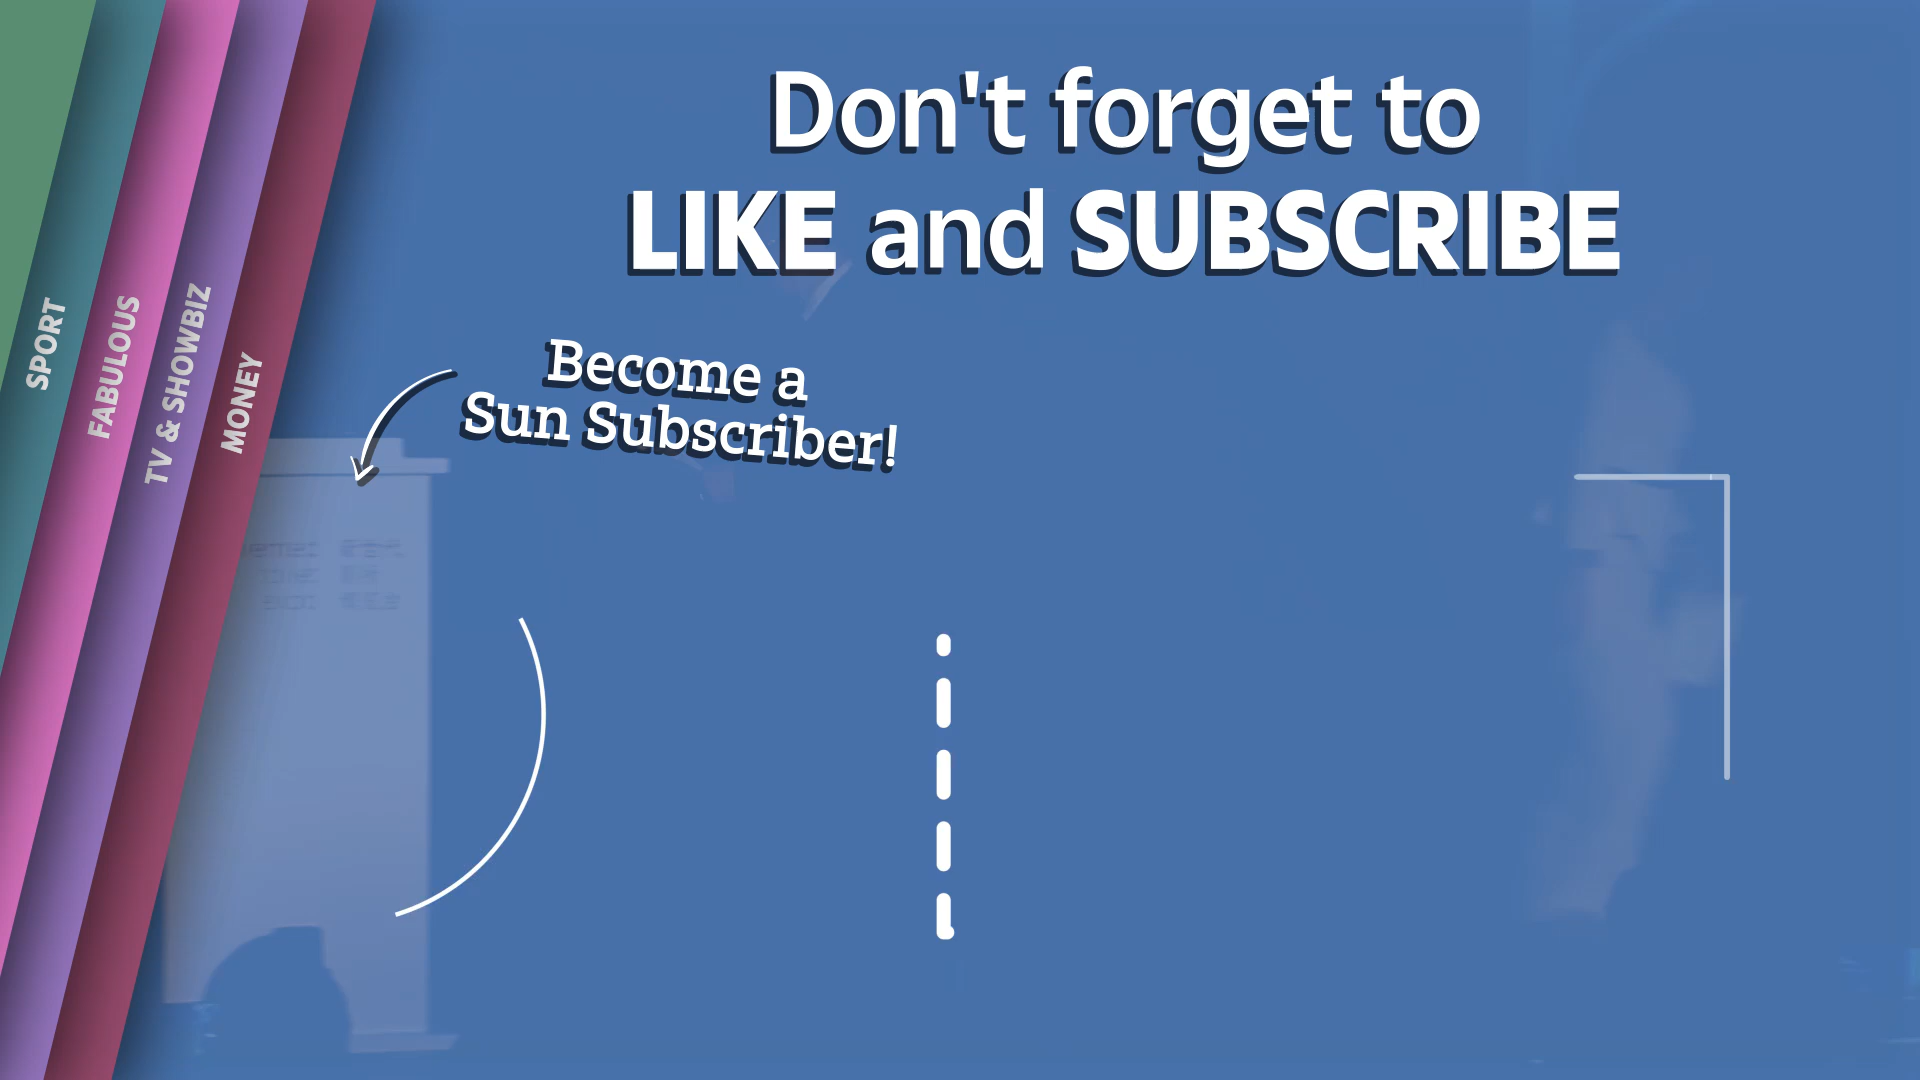 Don't forget to
LIKE and SUBSCRIBE
Become a
Sun Subscriber!
SPORT
FABULOUS
TV & SHOWBIZ
MONEY